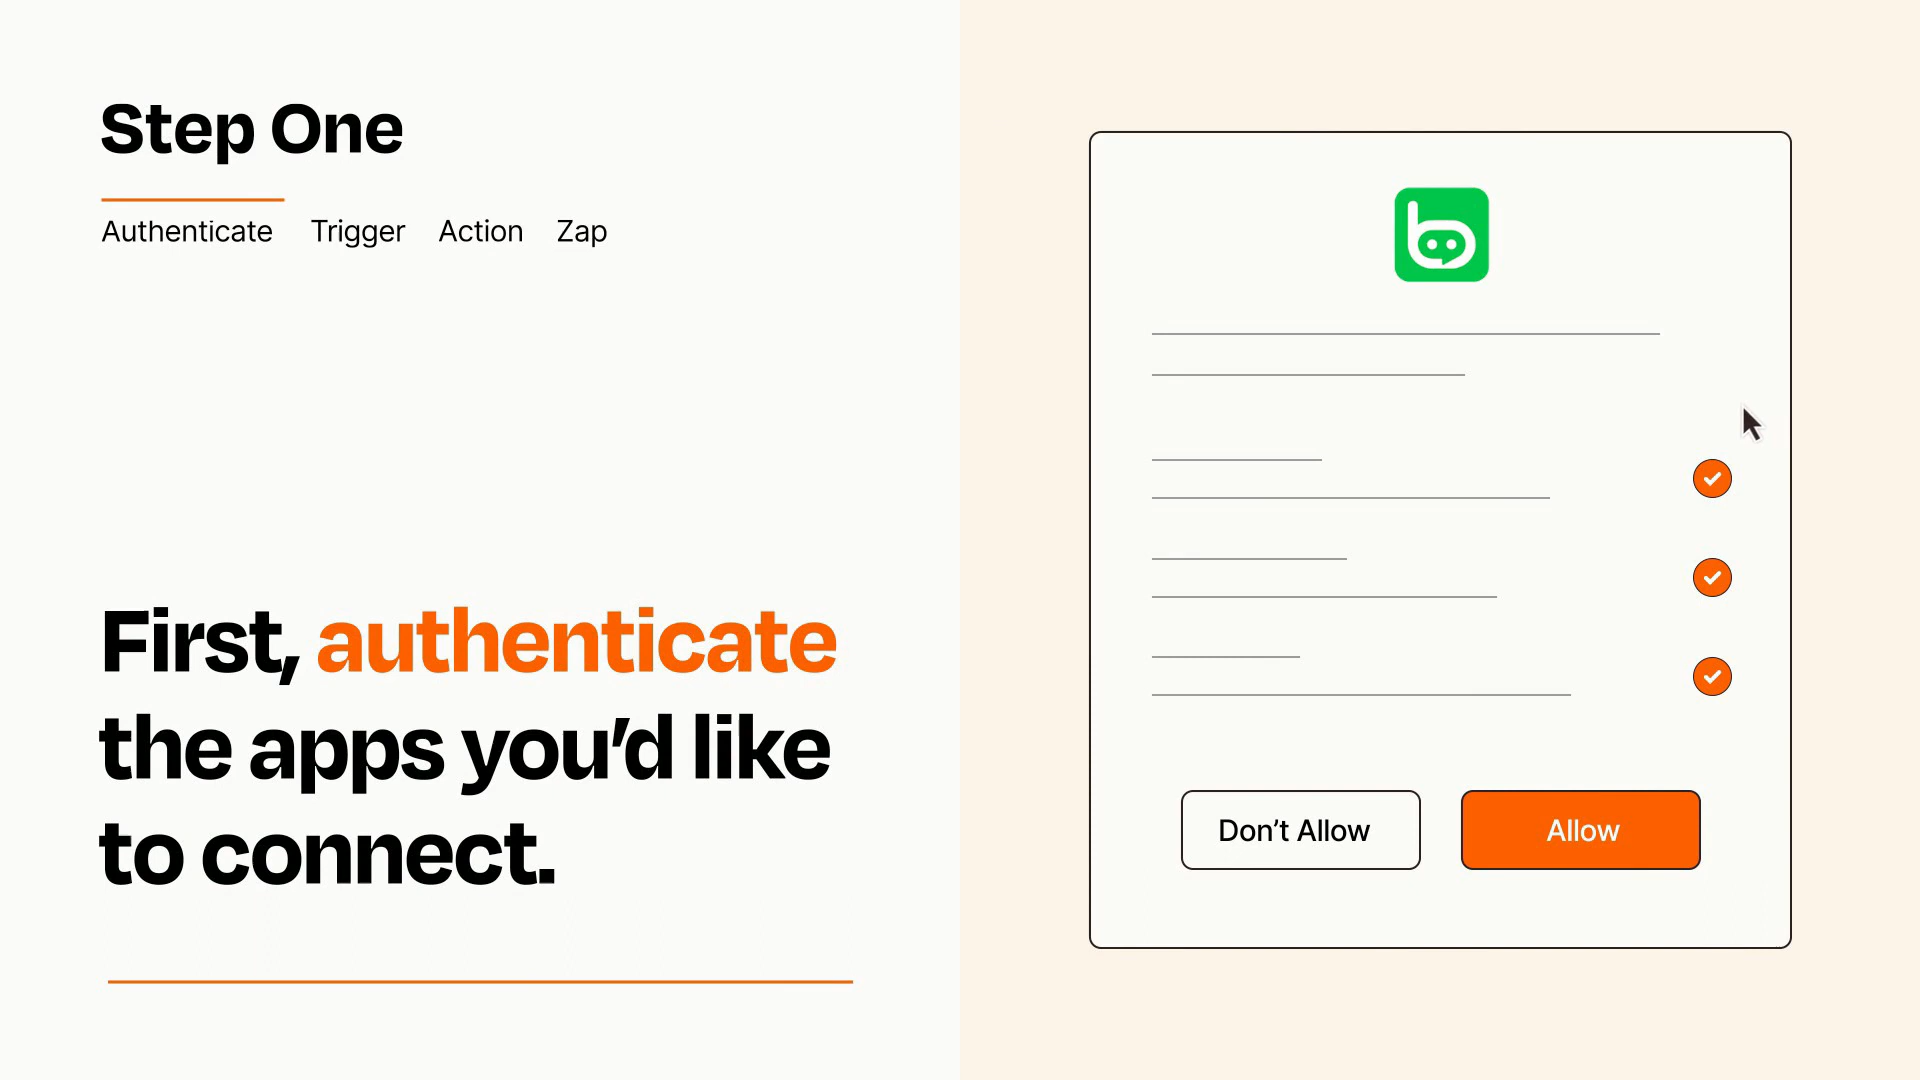 Step One
Authenticate Trigger Action Zap
First, authenticate
the apps you’d like
to connect.
Don’t Allow
Allow